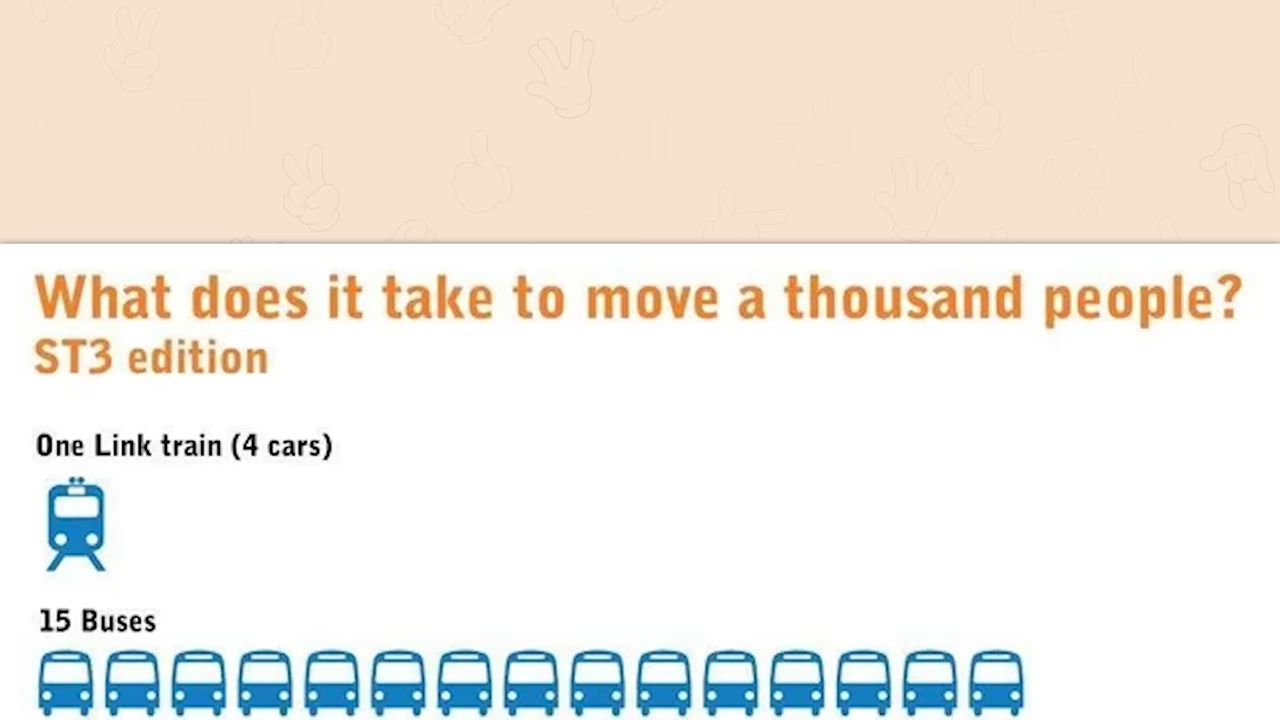 What does it take to move a thousand people?
ST3 edition
One Link train (4 cars)
15 Buses